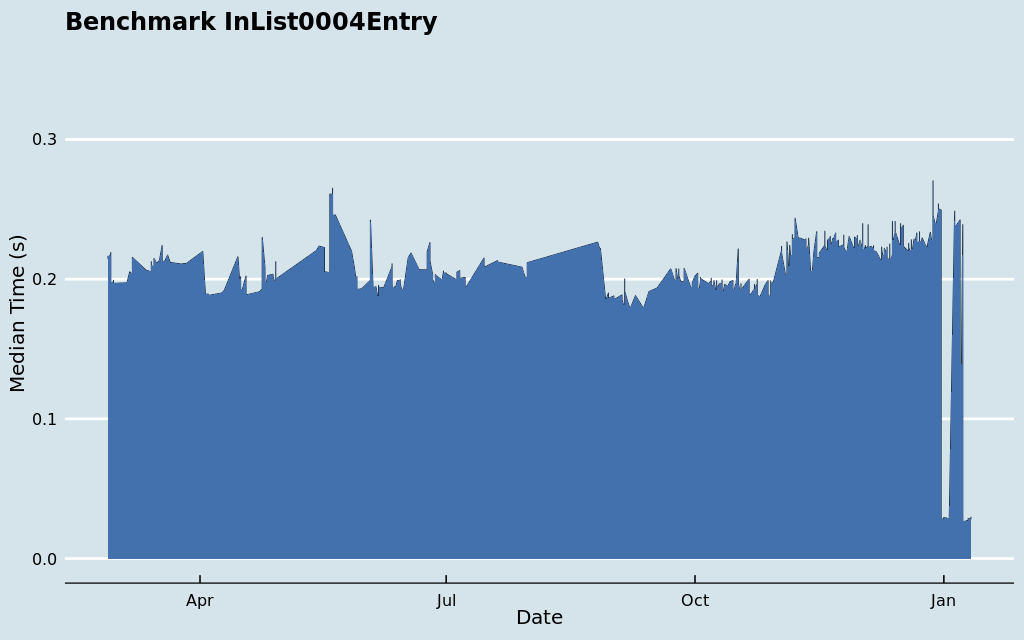 Benchmark InList0004Entry
0.3
0.2
0.1
0.0
Median Time (s)
Apr
Jul
Oct
Jan
Date